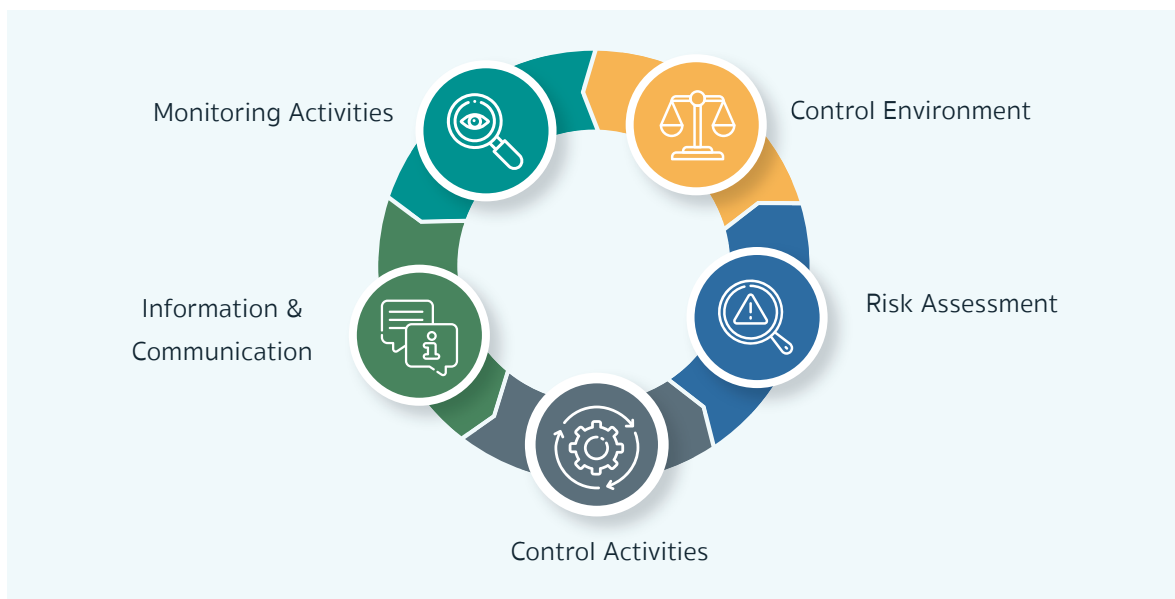 Monitoring Activities
Control Environment
Information &
Communication
Risk Assessment
Control Activities